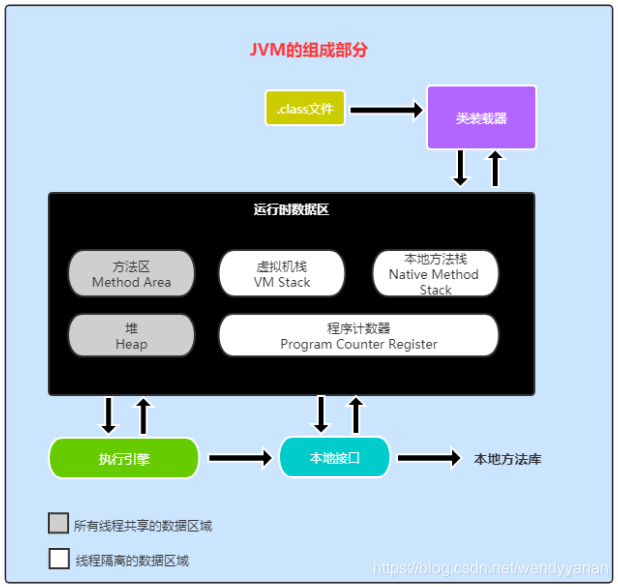 JVM的组成部分
.class文件
类装载器
运行时数据区
方法区
Method Area
虚拟机栈
VM Stack
本地方法栈
Native Method
Stack
堆
Heap
程序计数器
Program Counter Register
执行引擎
本地接口
本地方法库
所有线程共享的数据区域
线程隔离的数据区域
https://blog.csdn.net/wendyyanan